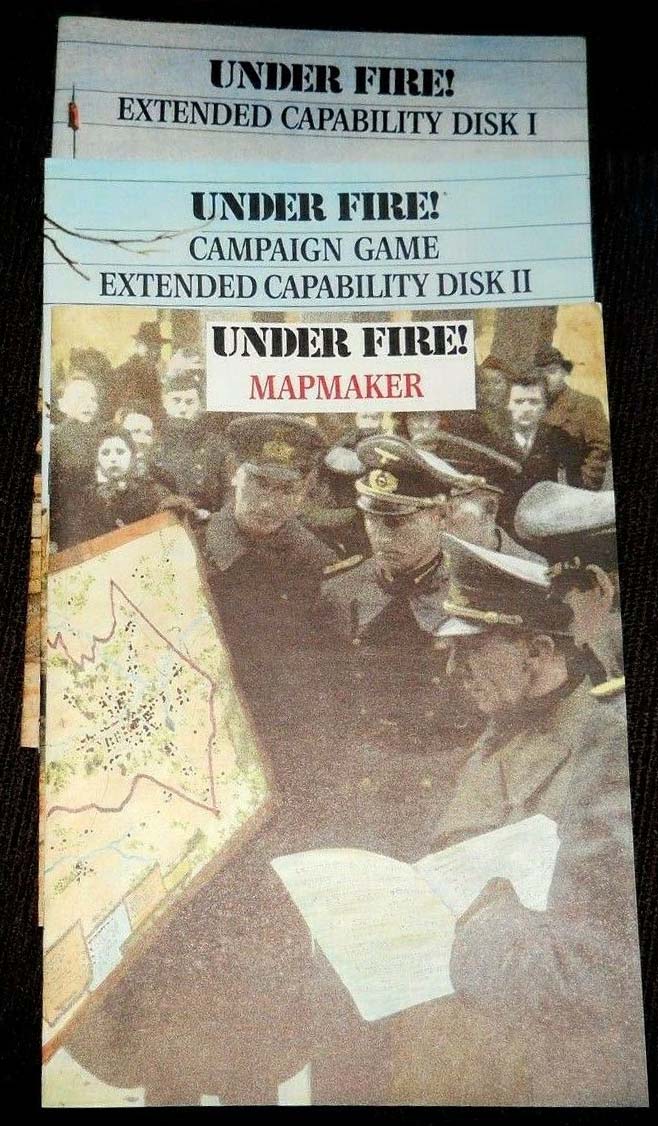 UNDER FIRE!
EXTENDED CAPABILITY DISK I
UNDER FIRE!
CAMPAIGN GAME
EXTENDED CAPABILITY DISK II
UNDER FIRE!
MAPMAKER